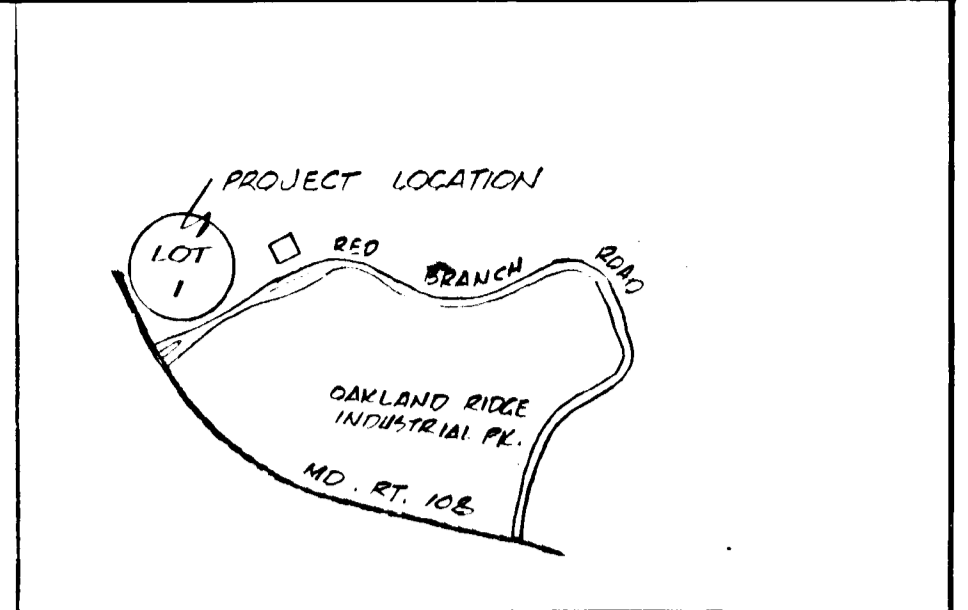 PROJECT LOCATION
LOT
1
RED BRANCH ROAD
OAKLAND RIDGE
INDUSTRIAL PK.
MD. RT. 108